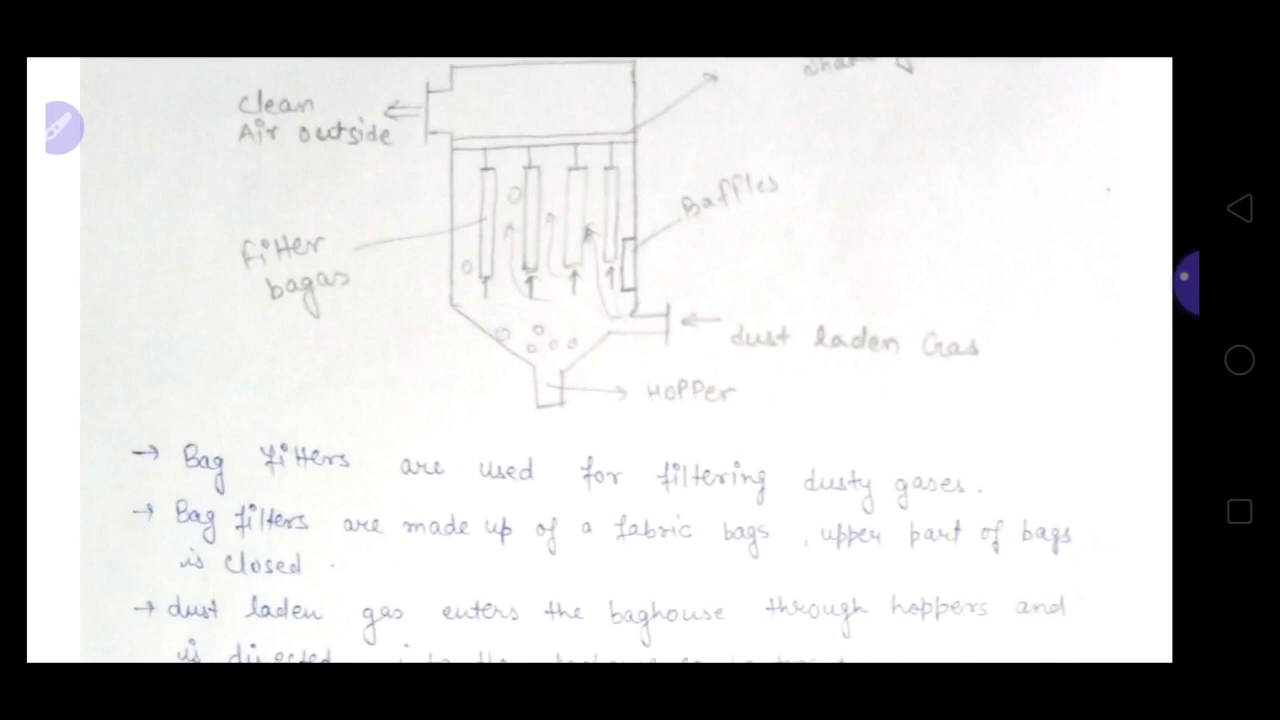 clean
Air outside
Baffles
filter
bagas
dust laden Gas
HOPPer
→ Bag filters are used for filtering dusty gases.
→ Bag filters are made up of a fabric bags , upper part of bags
is closed .
→ dust laden gas enters the baghouse through hoppers and
is directed